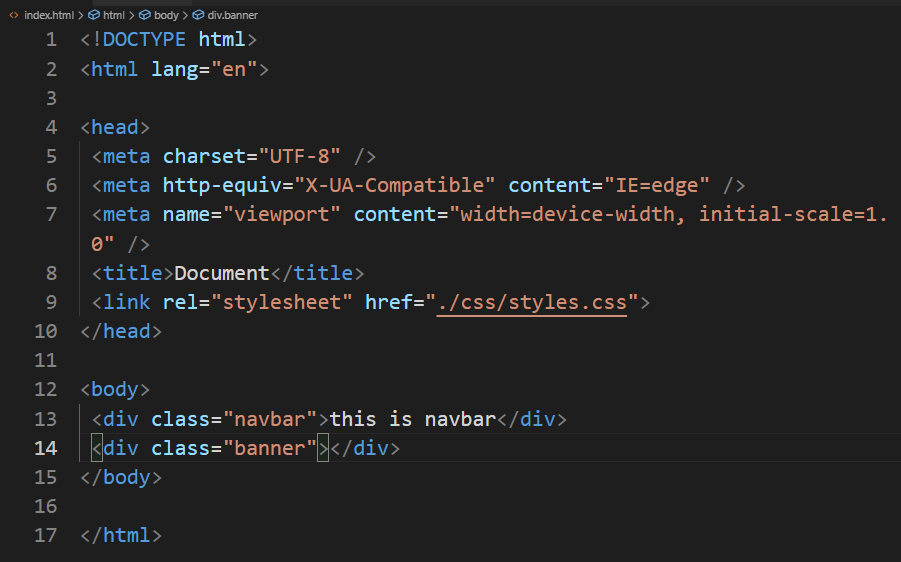 index.html > html > body > div.banner
1 <!DOCTYPE html>
2 <html lang="en">
3
4 <head>
5 <meta charset="UTF-8" />
6 <meta http-equiv="X-UA-Compatible" content="IE=edge" />
7 <meta name="viewport" content="width=device-width, initial-scale=1.
0" />
8 <title>Document</title>
9 <link rel="stylesheet" href="./css/styles.css">
10 </head>
11
12 <body>
13 <div class="navbar">this is navbar</div>
14 <div class="banner"></div>
15 </body>
16
17 </html>